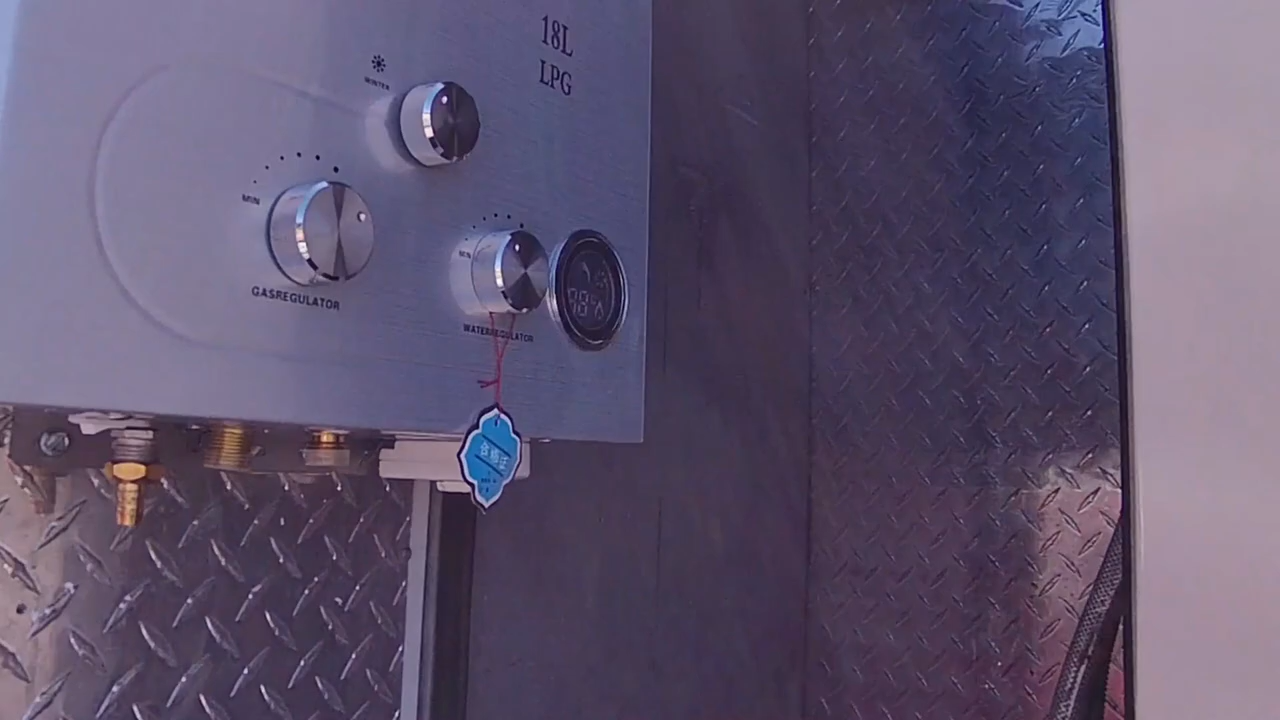 18L
LPG
WINTER
MIN
MIN
GASREGULATOR
WATERREGULATOR